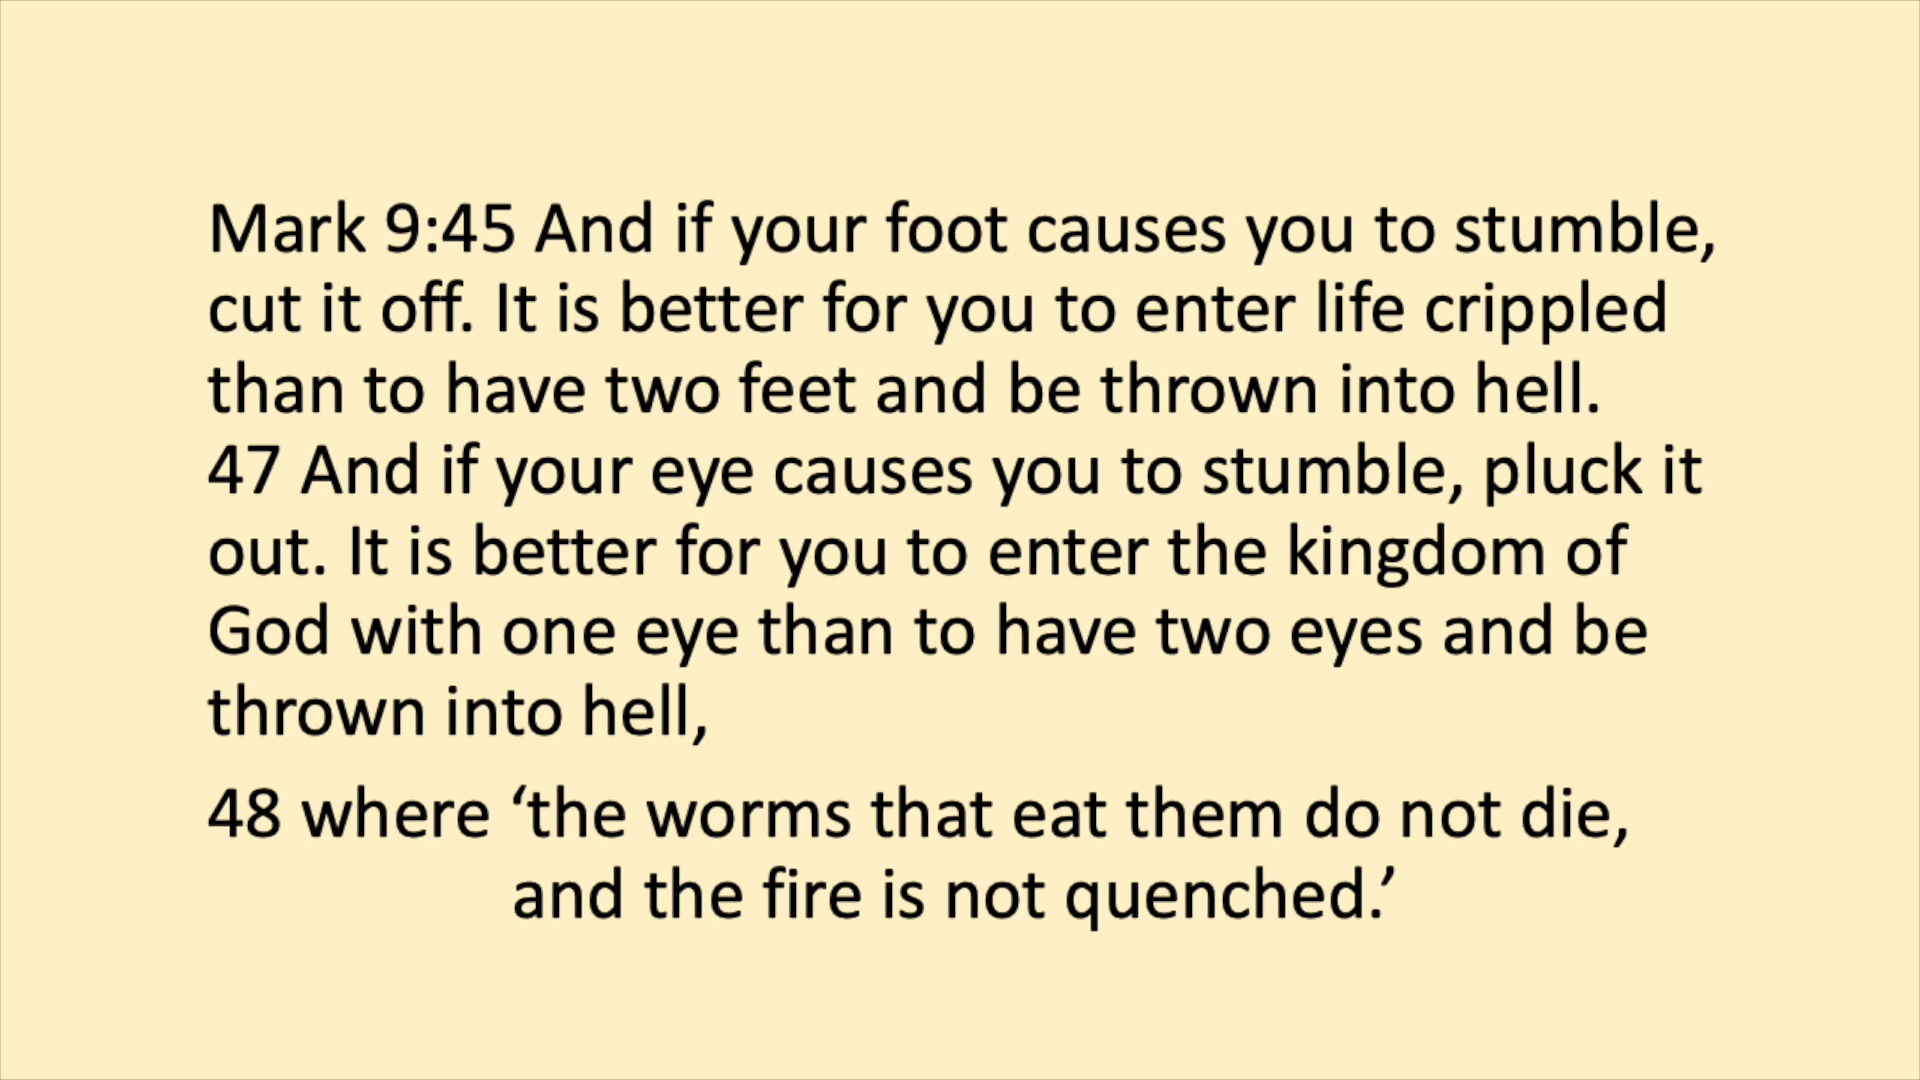 Mark 9:45 And if your foot causes you to stumble,
cut it off. It is better for you to enter life crippled
than to have two feet and be thrown into hell.
47 And if your eye causes you to stumble, pluck it
out. It is better for you to enter the kingdom of
God with one eye than to have two eyes and be
thrown into hell,
48 where ‘the worms that eat them do not die,
and the fire is not quenched.’